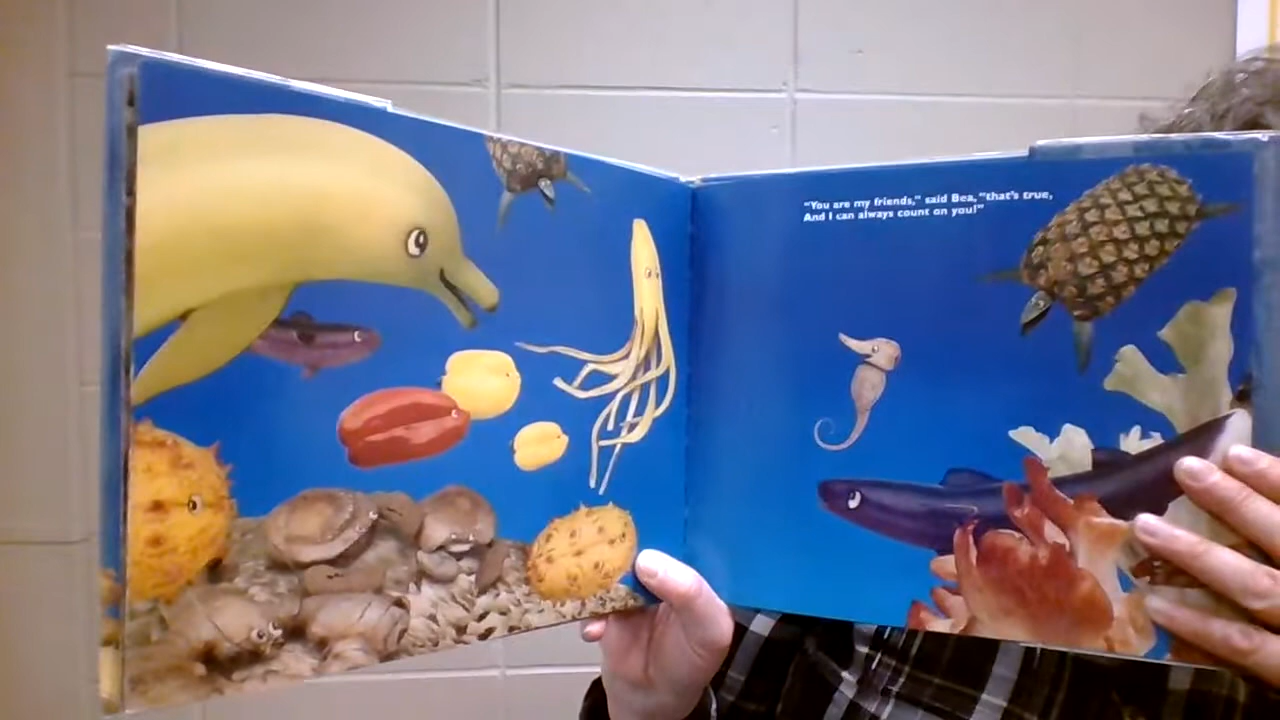 "You are my friends," said Bea, "that's true,
And I can always count on you!"